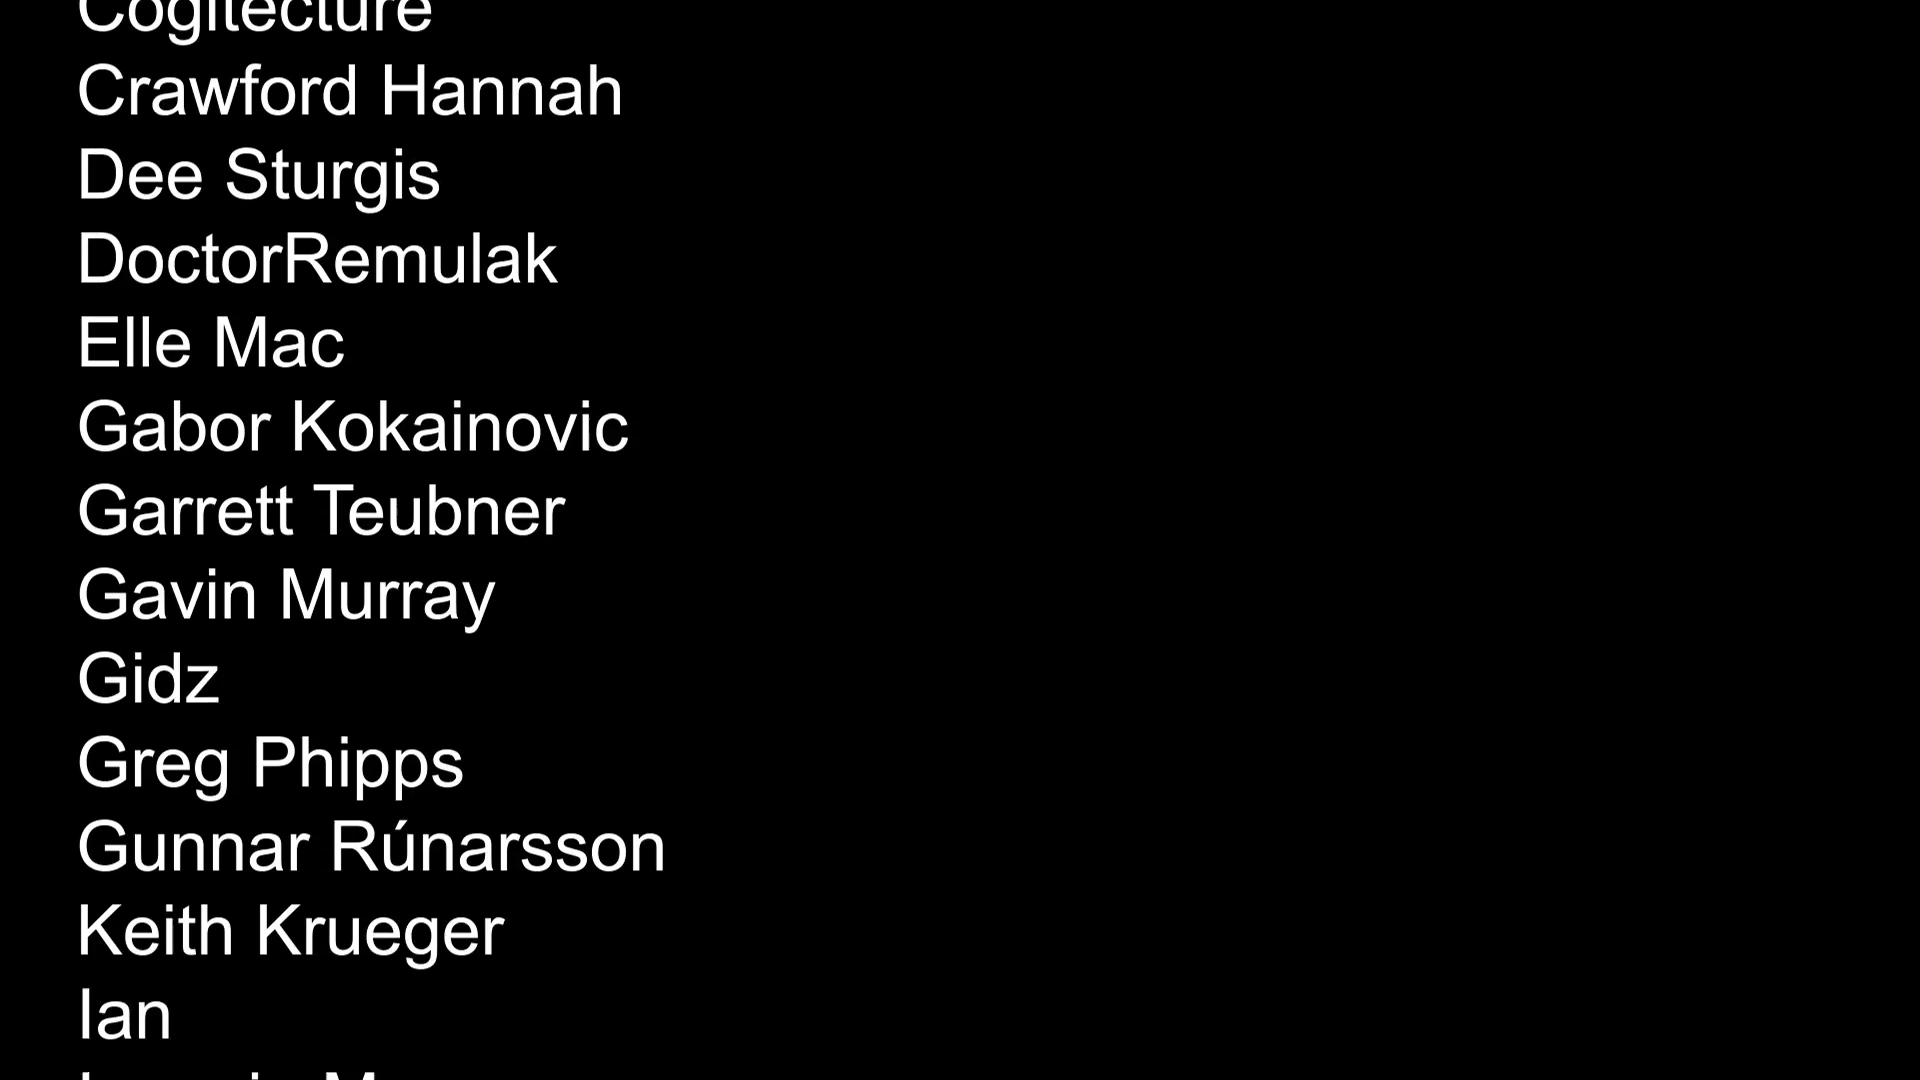 Cogitecture
Crawford Hannah
Dee Sturgis
DoctorRemulak
Elle Mac
Gabor Kokainovic
Garrett Teubner
Gavin Murray
Gidz
Greg Phipps
Gunnar Rúnarsson
Keith Krueger
Ian